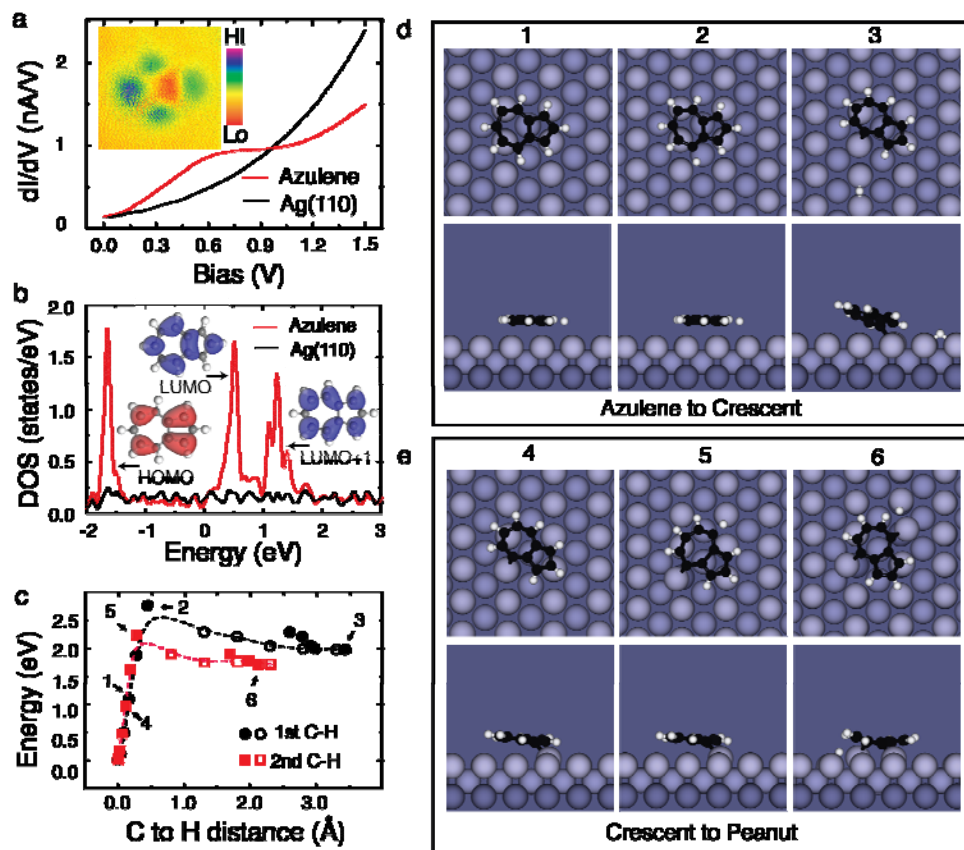 a
HI
Lo
2
1
0
dI/dV (nA/V)
Azulene
Ag(110)
0.0 0.3 0.6 0.9 1.2 1.5
Bias (V)
b
2.0
1.5
1.0
0.5
0.0
DOS (states/eV)
Azulene
Ag(110)
LUMO
HOMO
LUMO+1
-2 -1 0 1 2 3
Energy (eV)
c
2.5
2.0
1.5
1.0
0.5
0.0
Energy (eV)
5
2
3
1
4
6
1st C-H
2nd C-H
0.0 1.0 2.0 3.0
C to H distance (Å)
d
1 2 3
Azulene to Crescent
e
4 5 6
Crescent to Peanut